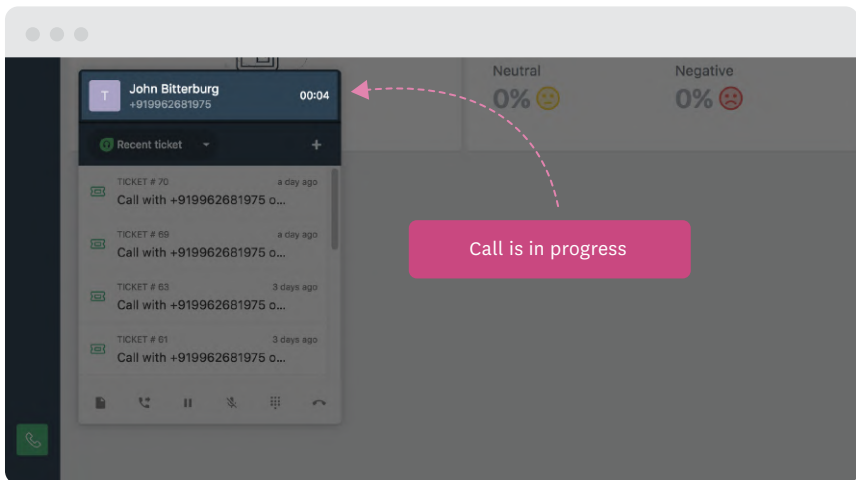 Neutral
Negative
0%
0%
T
John Bitterburg
+919962681975
00:04
Recent ticket
+
TICKET # 70
a day ago
Call with +919962681975 o...
TICKET # 69
a day ago
Call with +919962681975 o...
TICKET # 63
3 days ago
Call with +919962681975 o...
TICKET # 61
3 days ago
Call with +919962681975 o...
Call is in progress